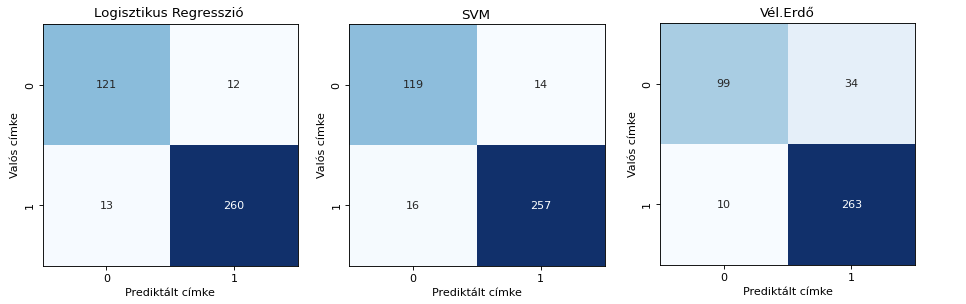 Logisztikus Regresszió
Valós címke
0
1
121
12
13
260
0
1
Prediktált címke
SVM
Valós címke
0
1
119
14
16
257
0
1
Prediktált címke
Vél.Erdő
Valós címke
0
1
99
34
10
263
0
1
Prediktált címke